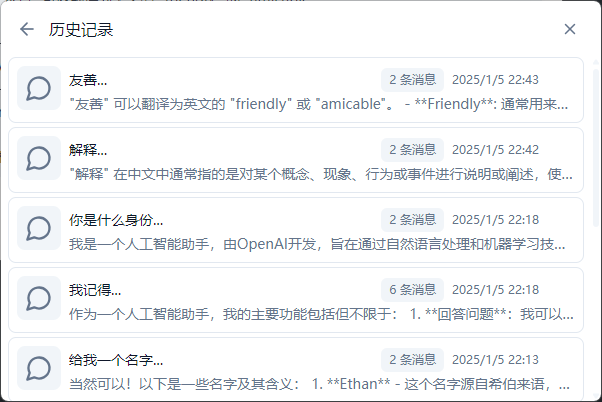 历史记录
友善... 2 条消息 2025/1/5 22:43
"友善" 可以翻译为英文的 "friendly" 或 "amicable"。 - **Friendly**: 通常用来...
解释... 2 条消息 2025/1/5 22:42
"解释" 在中文中通常指的是对某个概念、现象、行为或事件进行说明或阐述，使...
你是什么身份... 2 条消息 2025/1/5 22:18
我是一个人工智能助手，由OpenAI开发，旨在通过自然语言处理和机器学习技...
我记得... 6 条消息 2025/1/5 22:18
作为一个人工智能助手，我的主要功能包括但不限于： 1. **回答问题**：我可以...
给我一个名字... 2 条消息 2025/1/5 22:13
当然可以！以下是一些名字及其含义： 1. **Ethan** - 这个名字源自希伯来语，...